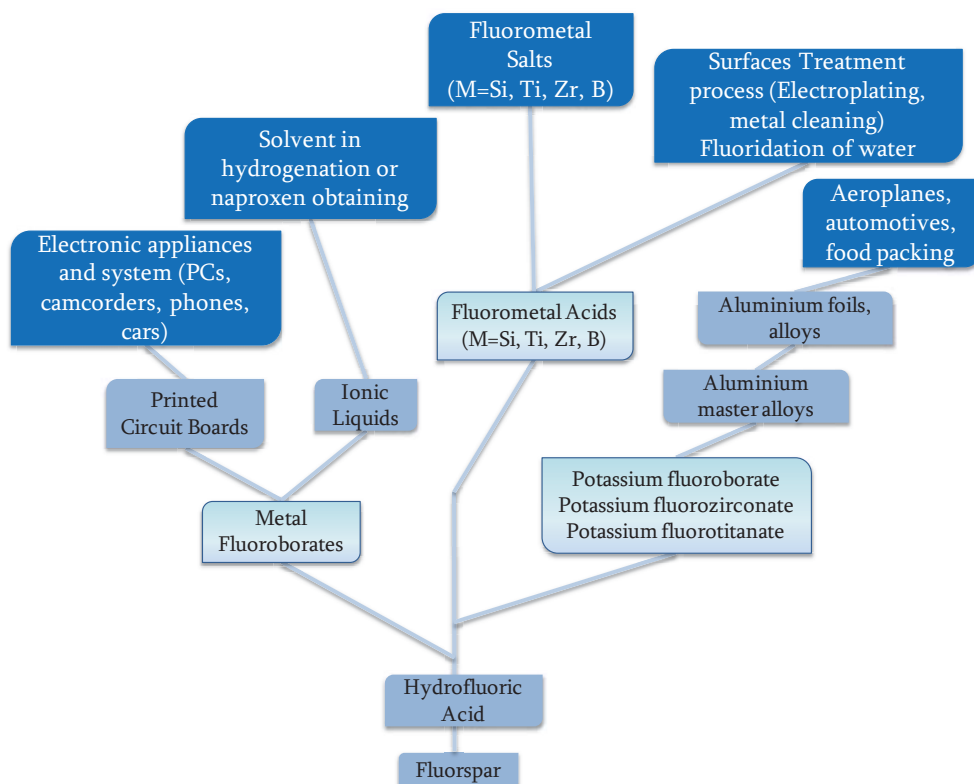 Fluorometal
Salts
(M=Si, Ti, Zr, B)
Surfaces Treatment
process (Electroplating,
metal cleaning)
Fluoridation of water
Solvent in
hydrogenation or
naproxen obtaining
Aeroplanes,
automotives,
food packing
Electronic appliances
and system (PCs,
camcorders, phones,
cars)
Fluorometal Acids
(M=Si, Ti, Zr, B)
Aluminium foils,
alloys
Printed
Circuit Boards
Ionic
Liquids
Aluminium
master alloys
Metal
Fluoroborates
Potassium fluoroborate
Potassium fluorozirconate
Potassium fluorotitanate
Hydrofluoric
Acid
Fluorspar